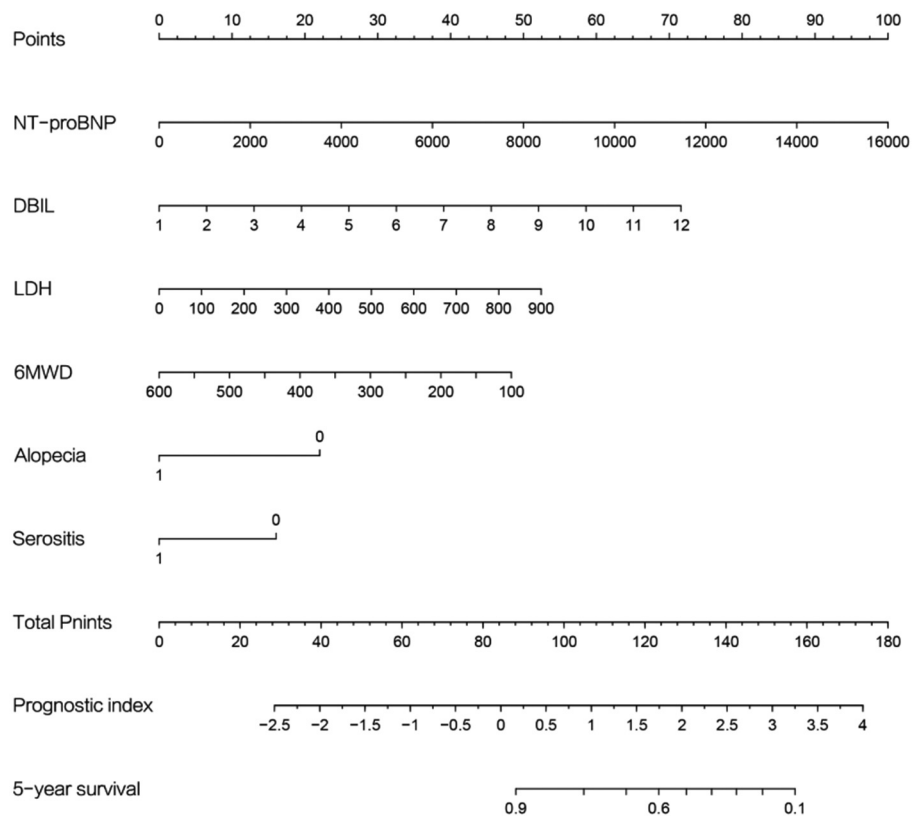 Points 0 10 20 30 40 50 60 70 80 90 100
NT-proBNP 0 2000 4000 6000 8000 10000 12000 14000 16000
DBIL 1 2 3 4 5 6 7 8 9 10 11 12
LDH 0 100 200 300 400 500 600 700 800 900
6MWD 600 500 400 300 200 100
0
Alopecia
1
0
Serositis
1
Total Pnints 0 20 40 60 80 100 120 140 160 180
Prognostic index −2.5 −2 −1.5 −1 −0.5 0 0.5 1 1.5 2 2.5 3 3.5 4
5-year survival 0.9 0.6 0.1